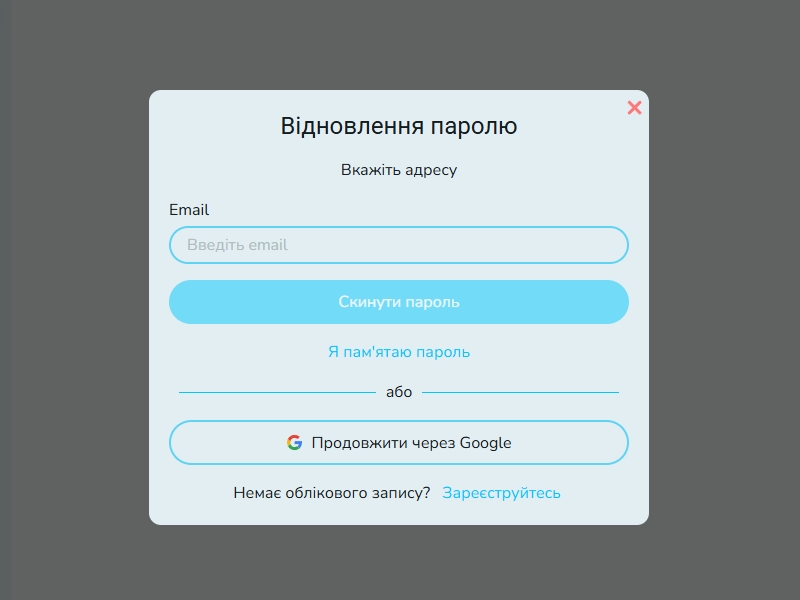 Відновлення паролю
Вкажіть адресу
Email
Введіть email
Скинути пароль
Я пам'ятаю пароль
або
Продовжити через Google
Немає облікового запису? Зареєструйтесь